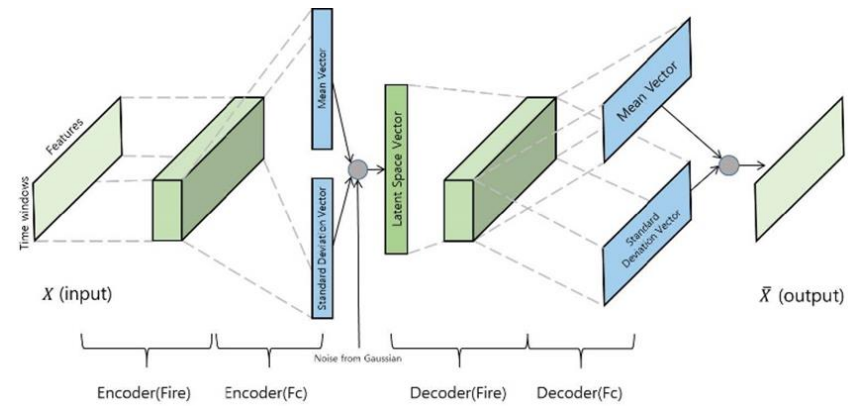 Features
Time windows
X (input)
Mean Vector
Standard Deviation Vector
Noise from Gaussian
Latent Space Vector
Mean Vector
Standard
Deviation Vector
X̄ (output)
Encoder(Fire)
Encoder(Fc)
Decoder(Fire)
Decoder(Fc)